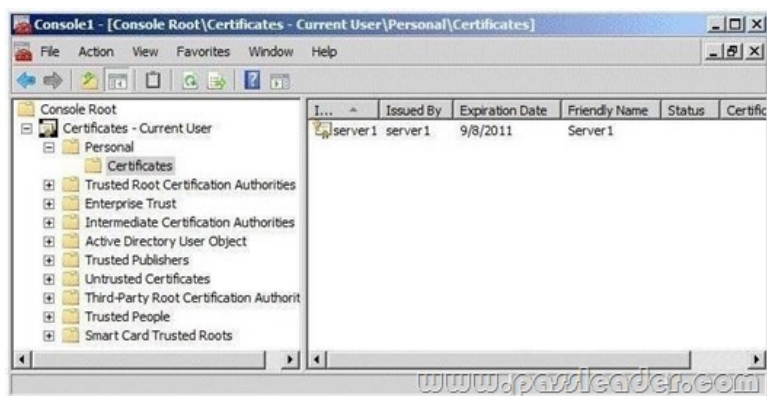 Console1 - [Console Root\Certificates - Current User\Personal\Certificates]
File Action View Favorites Window Help
Console Root
Certificates - Current User
Personal
Certificates
Trusted Root Certification Authorities
Enterprise Trust
Intermediate Certification Authorities
Active Directory User Object
Trusted Publishers
Untrusted Certificates
Third-Party Root Certification Authorit
Trusted People
Smart Card Trusted Roots
I... Issued By Expiration Date Friendly Name Status Certific
server1 server1 9/8/2011 Server1
www.passleader.com